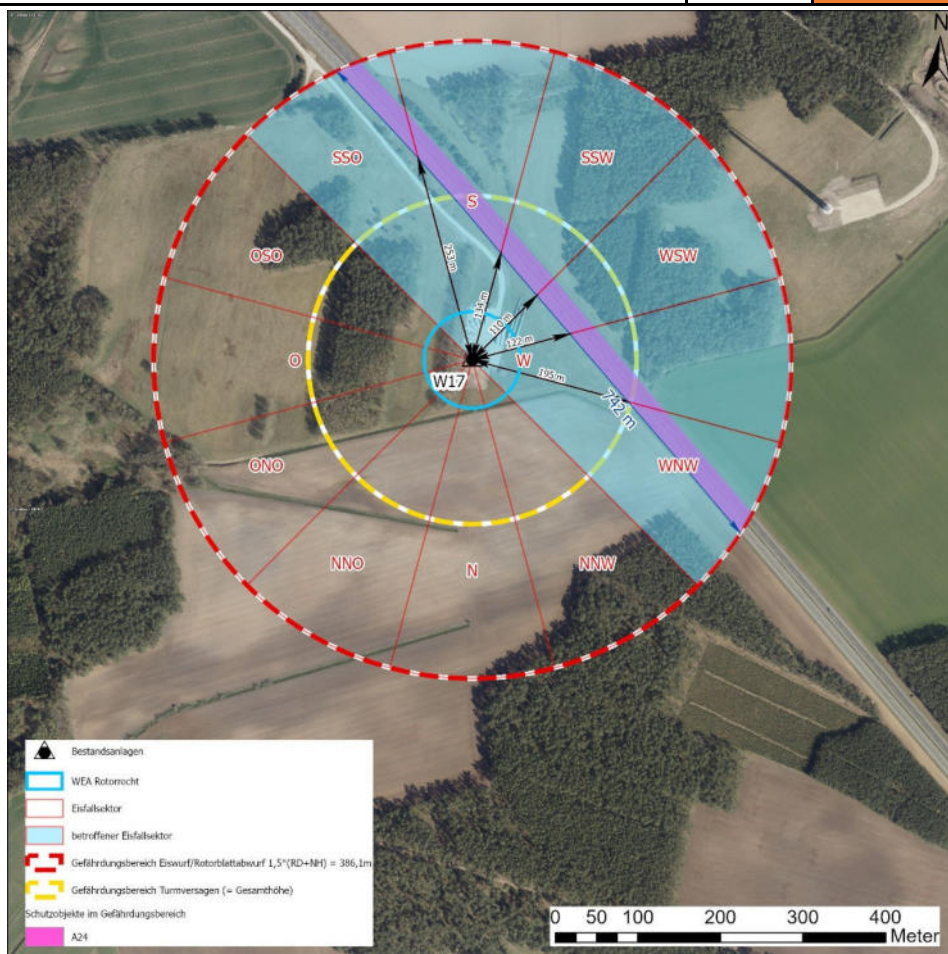 N
SSO
SSW
S
OSO
WSW
253 m
134 m
110 m
122 m
O
W
195 m
W17
742 m
ONO
WNW
NNO
N
NNW
Bestandsanlagen
WEA Rotorrecht
Eisfallsektor
betroffener Eisfallsektor
Gefährdungsbereich Eiswurf/Rotorblattabwurf 1,5*(RD+NH) = 386,1m
Gefährdungsbereich Turmversagen (= Gesamthöhe)
Schutzobjekte im Gefährdungsbereich
A24
0 50 100 200 300 400
Meter